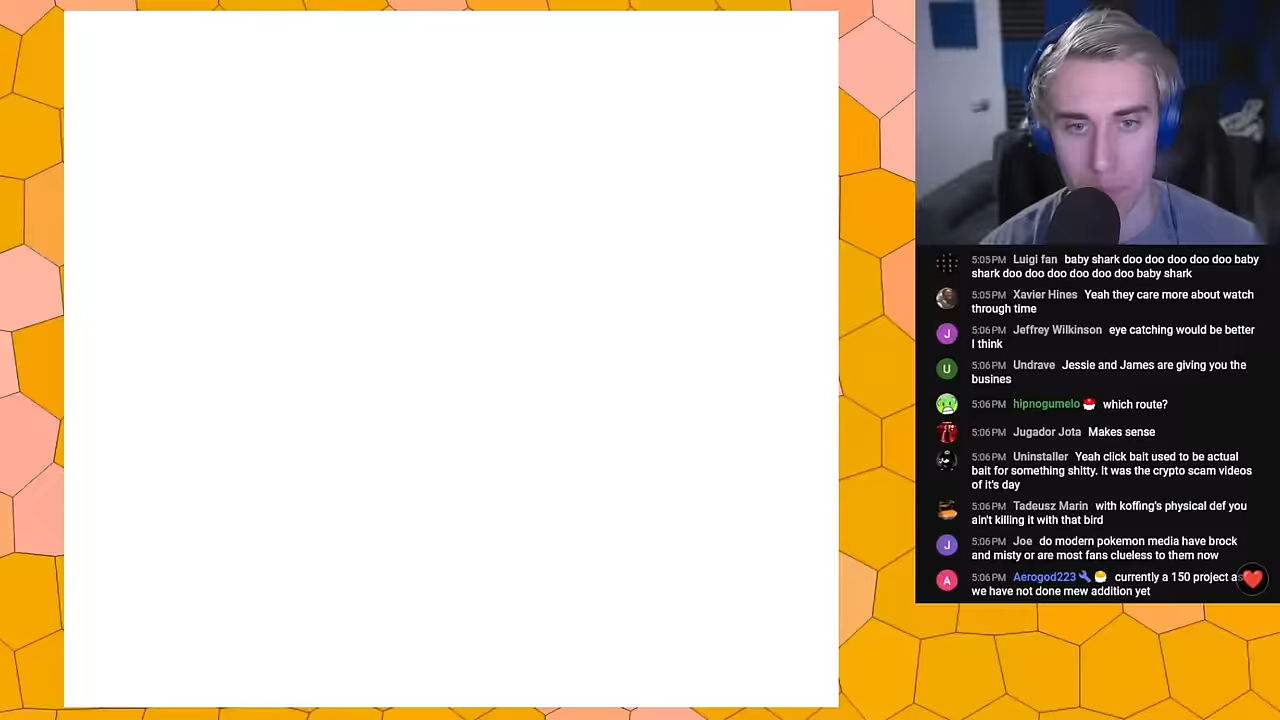 5:05PM Luigi fan baby shark doo doo doo doo doo baby
shark doo doo doo doo doo doo baby shark
5:05PM Xavier Hines Yeah they care more about watch
through time
J 5:06PM Jeffrey Wilkinson eye catching would be better
I think
U 5:06PM Undrave Jessie and James are giving you the
busines
5:06PM hipnogumelo which route?
5:06PM Jugador Jota Makes sense
5:06PM Uninstaller Yeah click bait used to be actual
bait for something shitty. It was the crypto scam videos
of it's day
5:06PM Tadeusz Marin with koffing's physical def you
ain't killing it with that bird
J 5:06PM Joe do modern pokemon media have brock
and misty or are most fans clueless to them now
A 5:06PM Aerogod223 currently a 150 project as
we have not done mew addition yet